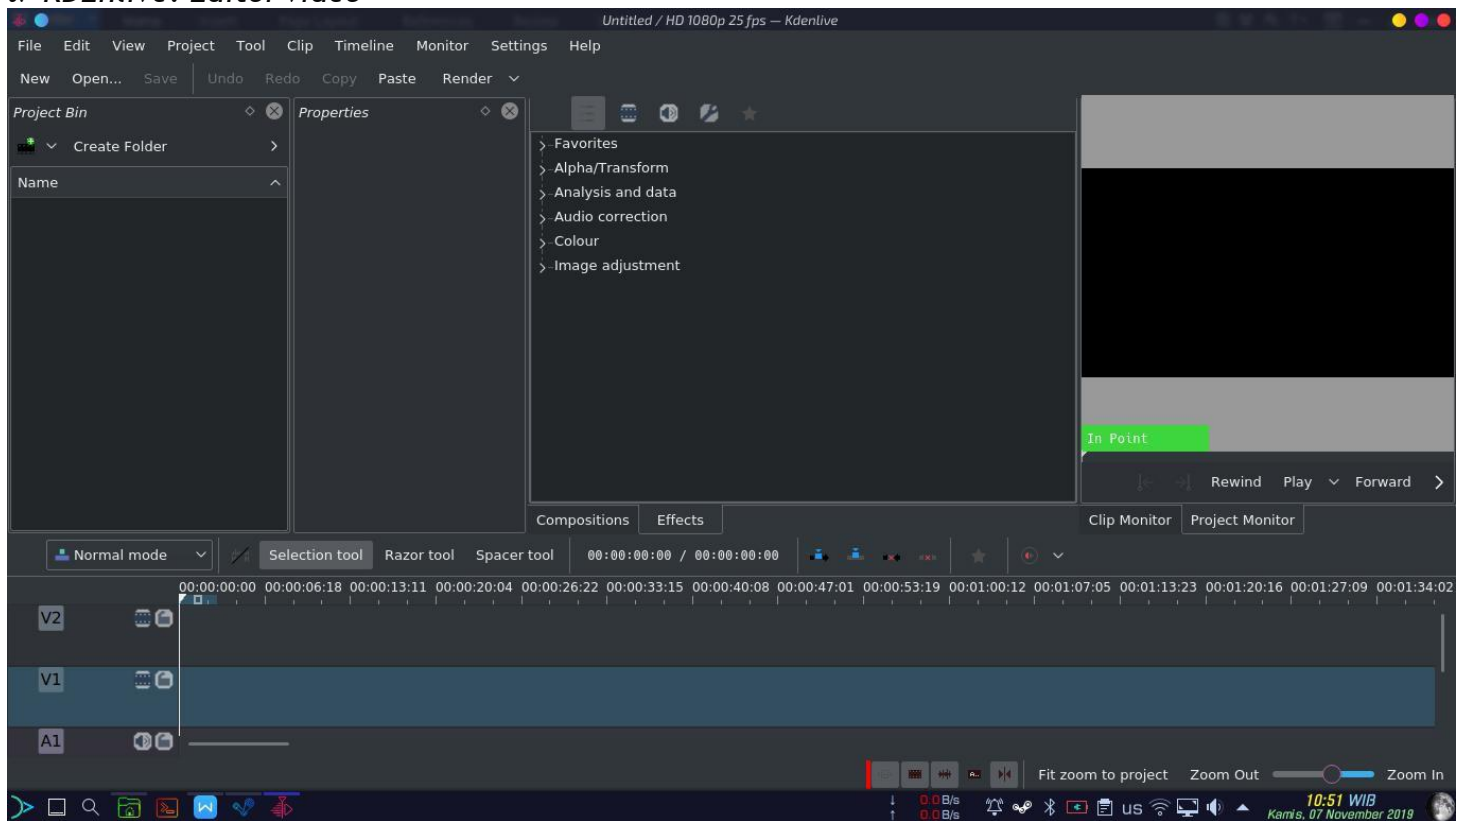 Untitled / HD 1080p 25 fps — Kdenlive
File Edit View Project Tool Clip Timeline Monitor Settings Help
New Open... Save Undo Redo Copy Paste Render
Project Bin
Properties
Create Folder
Name
Favorites
Alpha/Transform
Analysis and data
Audio correction
Colour
Image adjustment
In Point
Rewind Play Forward
Compositions Effects
Clip Monitor Project Monitor
Normal mode Selection tool Razor tool Spacer tool 00:00:00:00 / 00:00:00:00
00:00:00:00 00:00:06:18 00:00:13:11 00:00:20:04 00:00:26:22 00:00:33:15 00:00:40:08 00:00:47:01 00:00:53:19 00:01:00:12 00:01:07:05 00:01:13:23 00:01:20:16 00:01:27:09 00:01:34:02
V2
V1
A1
Fit zoom to project Zoom Out Zoom In
0.0 B/s
0.0 B/s
us
10:51 WIB
Kamis, 07 November 2019